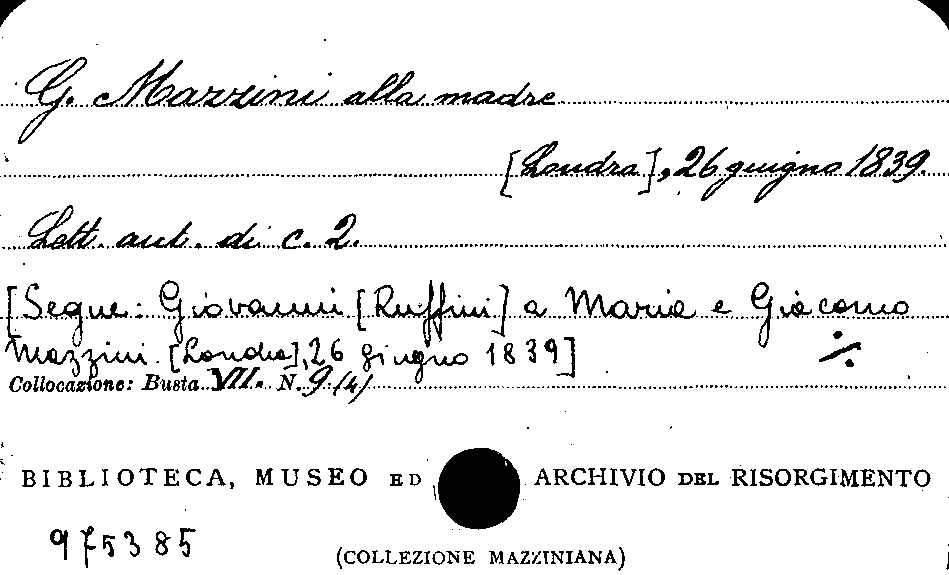 G. Mazzini alla madre
[Londra], 26 giugno 1839.
Lett. aut. di c. 2.
[Segue: Giovanni [Ruffini] a Maria e Giacomo
Mazzini. [Londra], 26 giugno 1839] ./.
Collocazione: Busta VII. N. 9 (4)
BIBLIOTECA, MUSEO ED ARCHIVIO DEL RISORGIMENTO
975385
(COLLEZIONE MAZZINIANA)